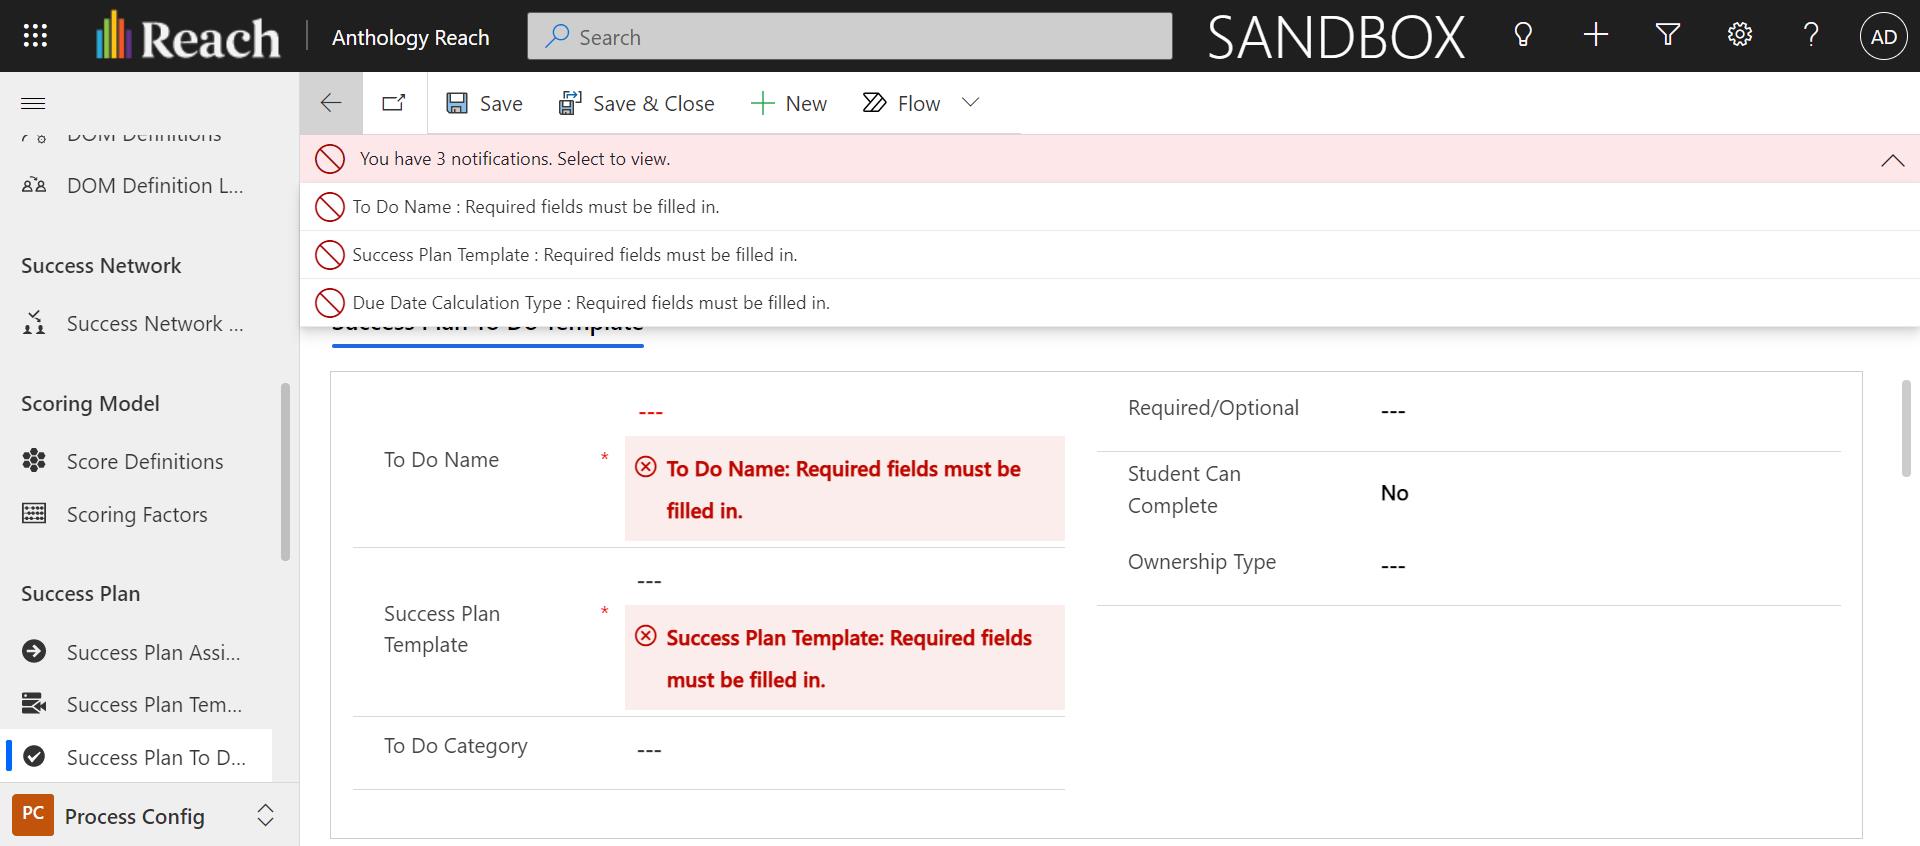 Reach
Anthology Reach
Search
SANDBOX
AD
Save
Save & Close
New
Flow
You have 3 notifications. Select to view.
To Do Name : Required fields must be filled in.
Success Plan Template : Required fields must be filled in.
Due Date Calculation Type : Required fields must be filled in.
DOM Definitions
DOM Definition L...
Success Network
Success Network ...
Scoring Model
Score Definitions
Scoring Factors
Success Plan
Success Plan Assi...
Success Plan Tem...
Success Plan To D...
PC
Process Config
Success Plan To Do Template
---
To Do Name
*
To Do Name: Required fields must be
filled in.
---
Success Plan
Template
*
Success Plan Template: Required fields
must be filled in.
To Do Category
---
Required/Optional
---
Student Can
Complete
No
Ownership Type
---